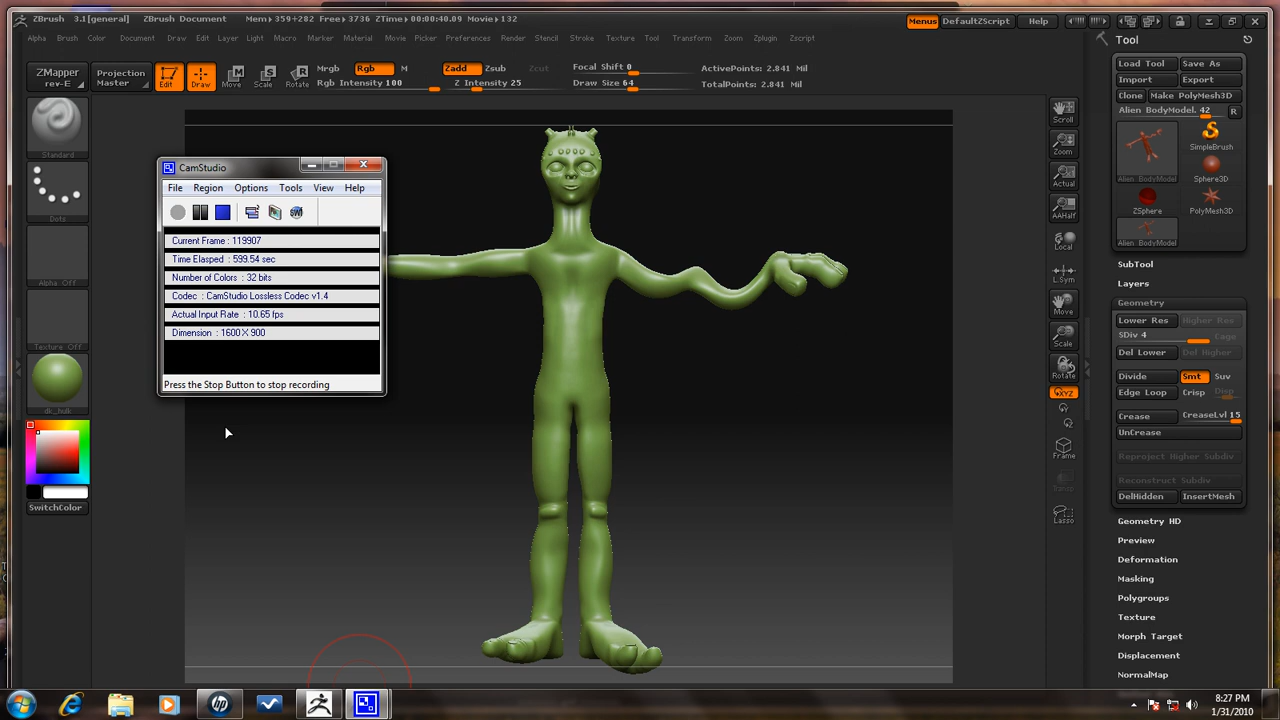 ZBrush 3.1[general] ZBrush Document Mem▸359+282 Free▸3736 ZTime▸00:00:40.09 Movie▸132 Menus DefaultZScript Help
Alpha Brush Color Document Draw Edit Layer Light Macro Marker Material Movie Picker Preferences Render Stencil Stroke Texture Tool Transform Zoom Zplugin Zscript
ZMapper
rev-E
Projection
Master
Edit Draw Move Scale Rotate
Mrgb Rgb M
Rgb Intensity 100
Zadd Zsub Zcut
Z Intensity 25
Focal Shift 0
Draw Size 64
ActivePoints: 2.841 Mil
TotalPoints: 2.841 Mil
Standard
Dots
Alpha Off
Texture Off
dk_hulk
SwitchColor
CamStudio
File Region Options Tools View Help
Current Frame : 119907
Time Elasped : 599.54 sec
Number of Colors : 32 bits
Codec : CamStudio Lossless Codec v1.4
Actual Input Rate : 10.65 fps
Dimension : 1600 X 900
Press the Stop Button to stop recording
Scroll
Zoom
Actual
AAHalf
Local
L.Sym
Move
Scale
Rotate
XYZ
Frame
Transp
Lasso
Tool
Load Tool Save As
Import Export
Clone Make PolyMesh3D
Alien BodyModel. 42 R
Alien BodyModel SimpleBrush
Sphere3D
ZSphere PolyMesh3D
Alien BodyModel
SubTool
Layers
Geometry
Lower Res Higher Res
SDiv 4 Cage
Del Lower Del Higher
Divide Smt Suv
Edge Loop Crisp Disp
Crease CreaseLvl 15
UnCrease
Reproject Higher Subdiv
Reconstruct Subdiv
DelHidden InsertMesh
Geometry HD
Preview
Deformation
Masking
Polygroups
Texture
Morph Target
Displacement
NormalMap
hp
8:27 PM
1/31/2010